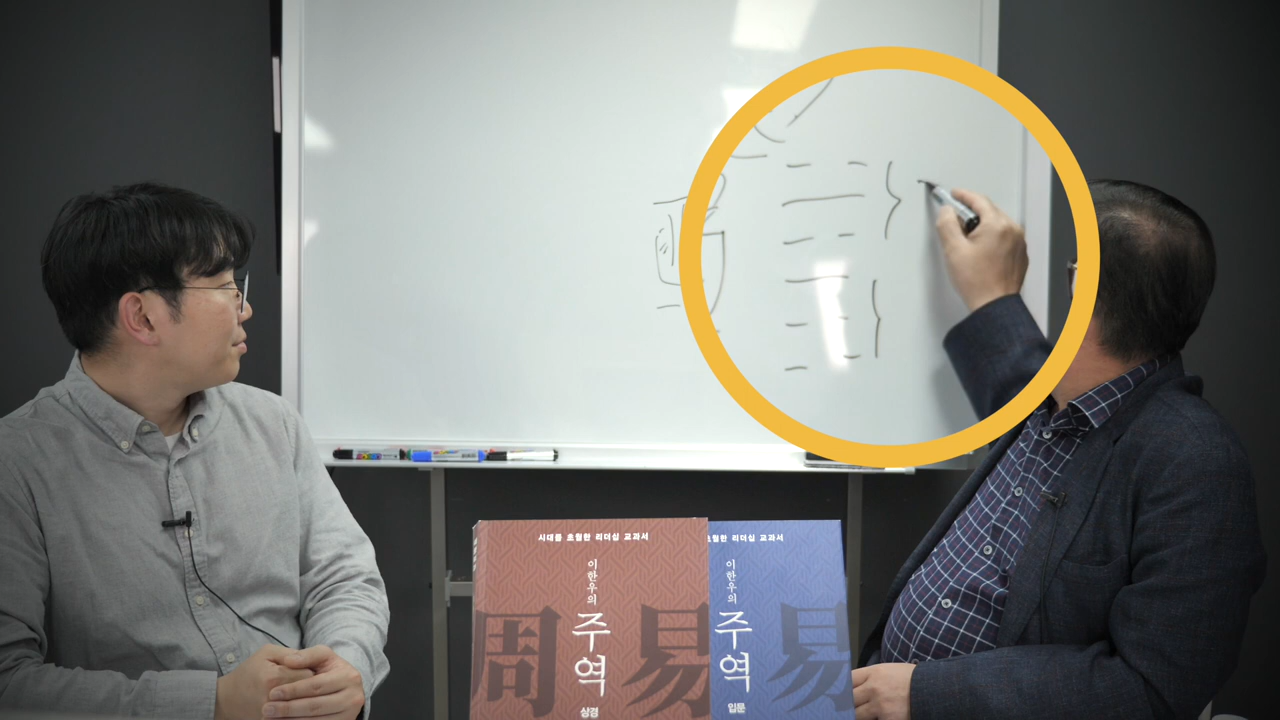 시대를 초월한 리더십 교과서
이한우의
주역
周易
상경
초월한 리더십 교과서
이한우의
주역
易
입문